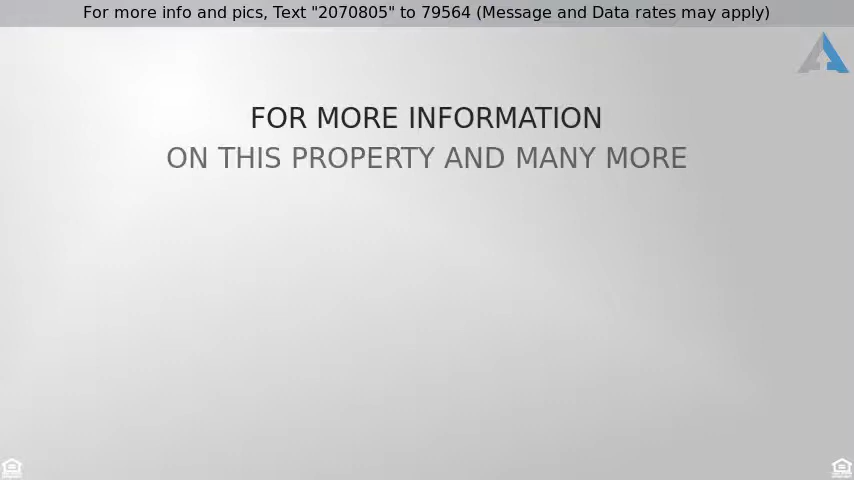 For more info and pics, Text "2070805" to 79564 (Message and Data rates may apply)
FOR MORE INFORMATION
ON THIS PROPERTY AND MANY MORE